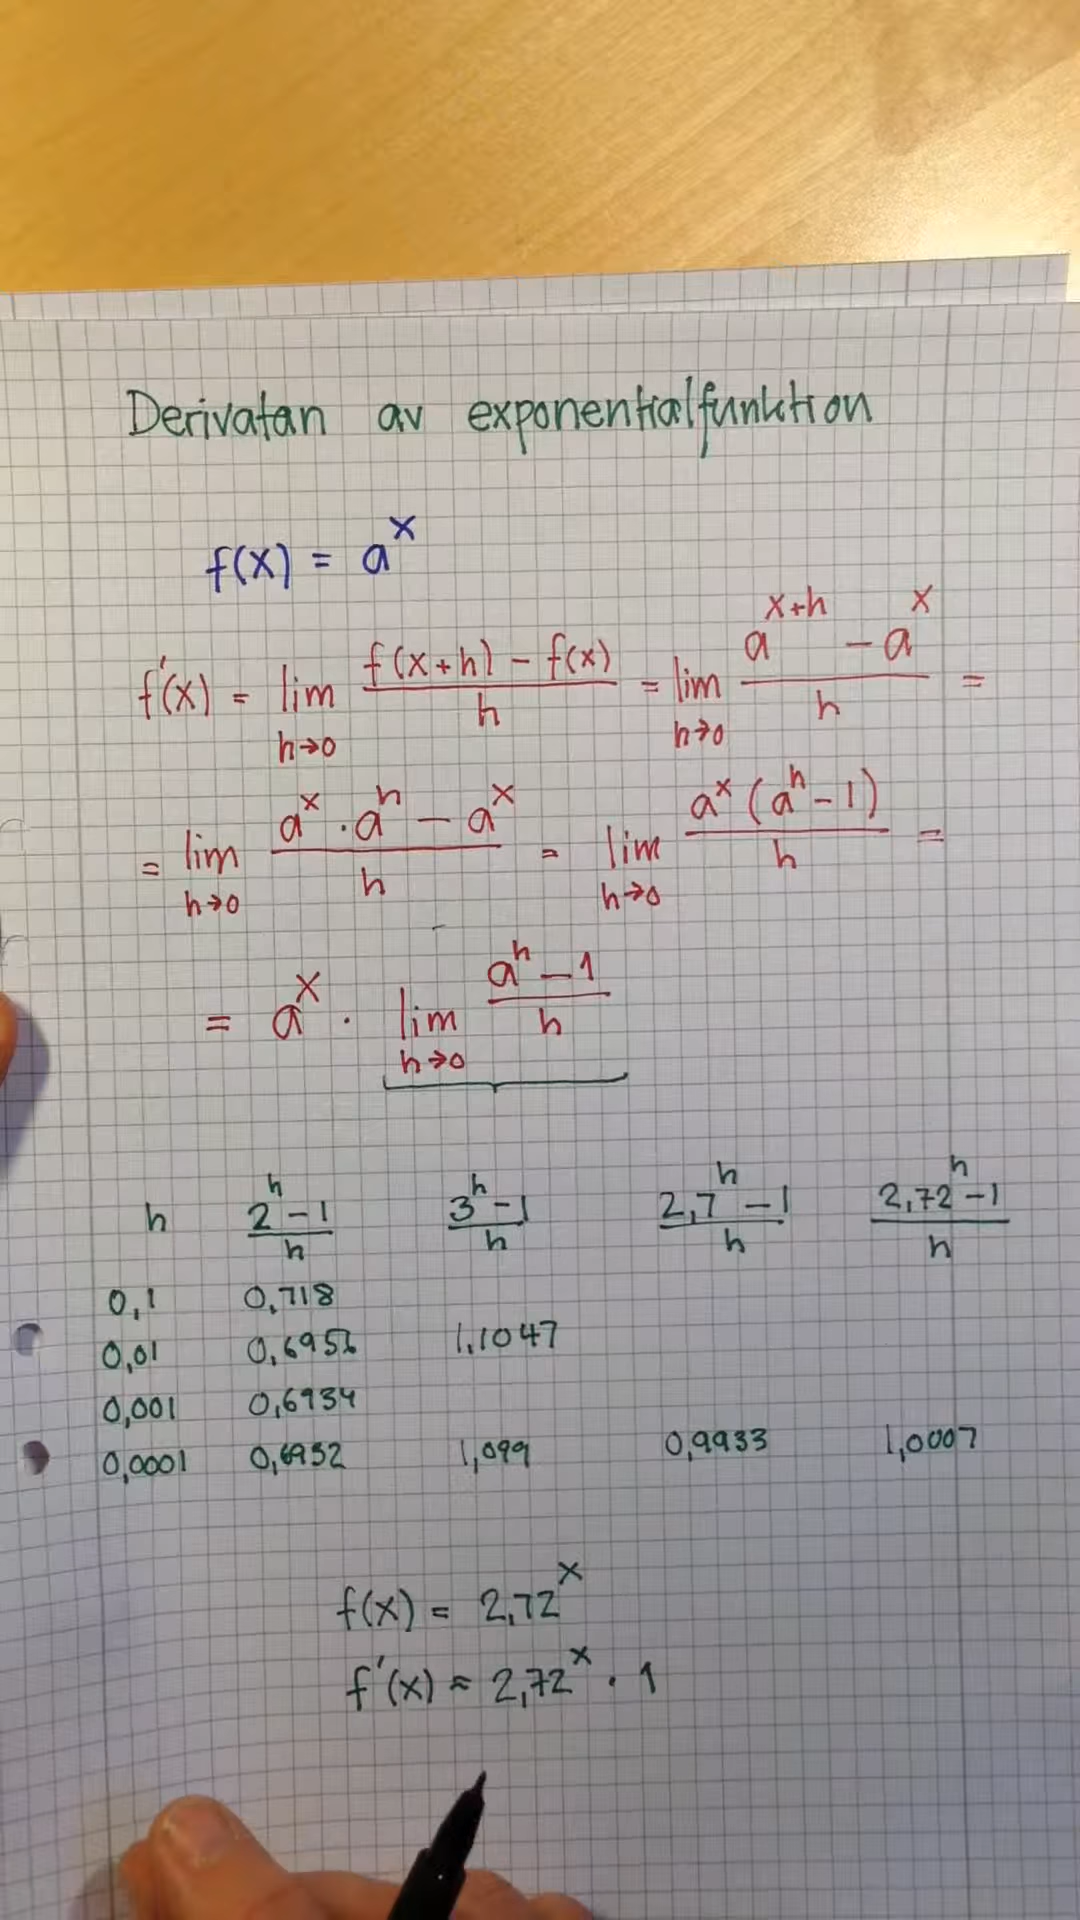 Derivatan av exponentialfunktion
f(x) = a^x
f'(x) = lim_{h→0} (f(x+h) - f(x))/h = lim_{h→0} (a^{x+h} - a^x)/h =
= lim_{h→0} (a^x · a^h - a^x)/h = lim_{h→0} (a^x (a^h - 1))/h =
= a^x · lim_{h→0} (a^h - 1)/h
h (2^h - 1)/h (3^h - 1)/h (2,7^h - 1)/h (2,72^h - 1)/h
0,1 0,718
0,01 0,6956 1,1047
0,001 0,6934
0,0001 0,6932 1,099 0,9933 1,0007
f(x) = 2,72^x
f'(x) ≈ 2,72^x · 1